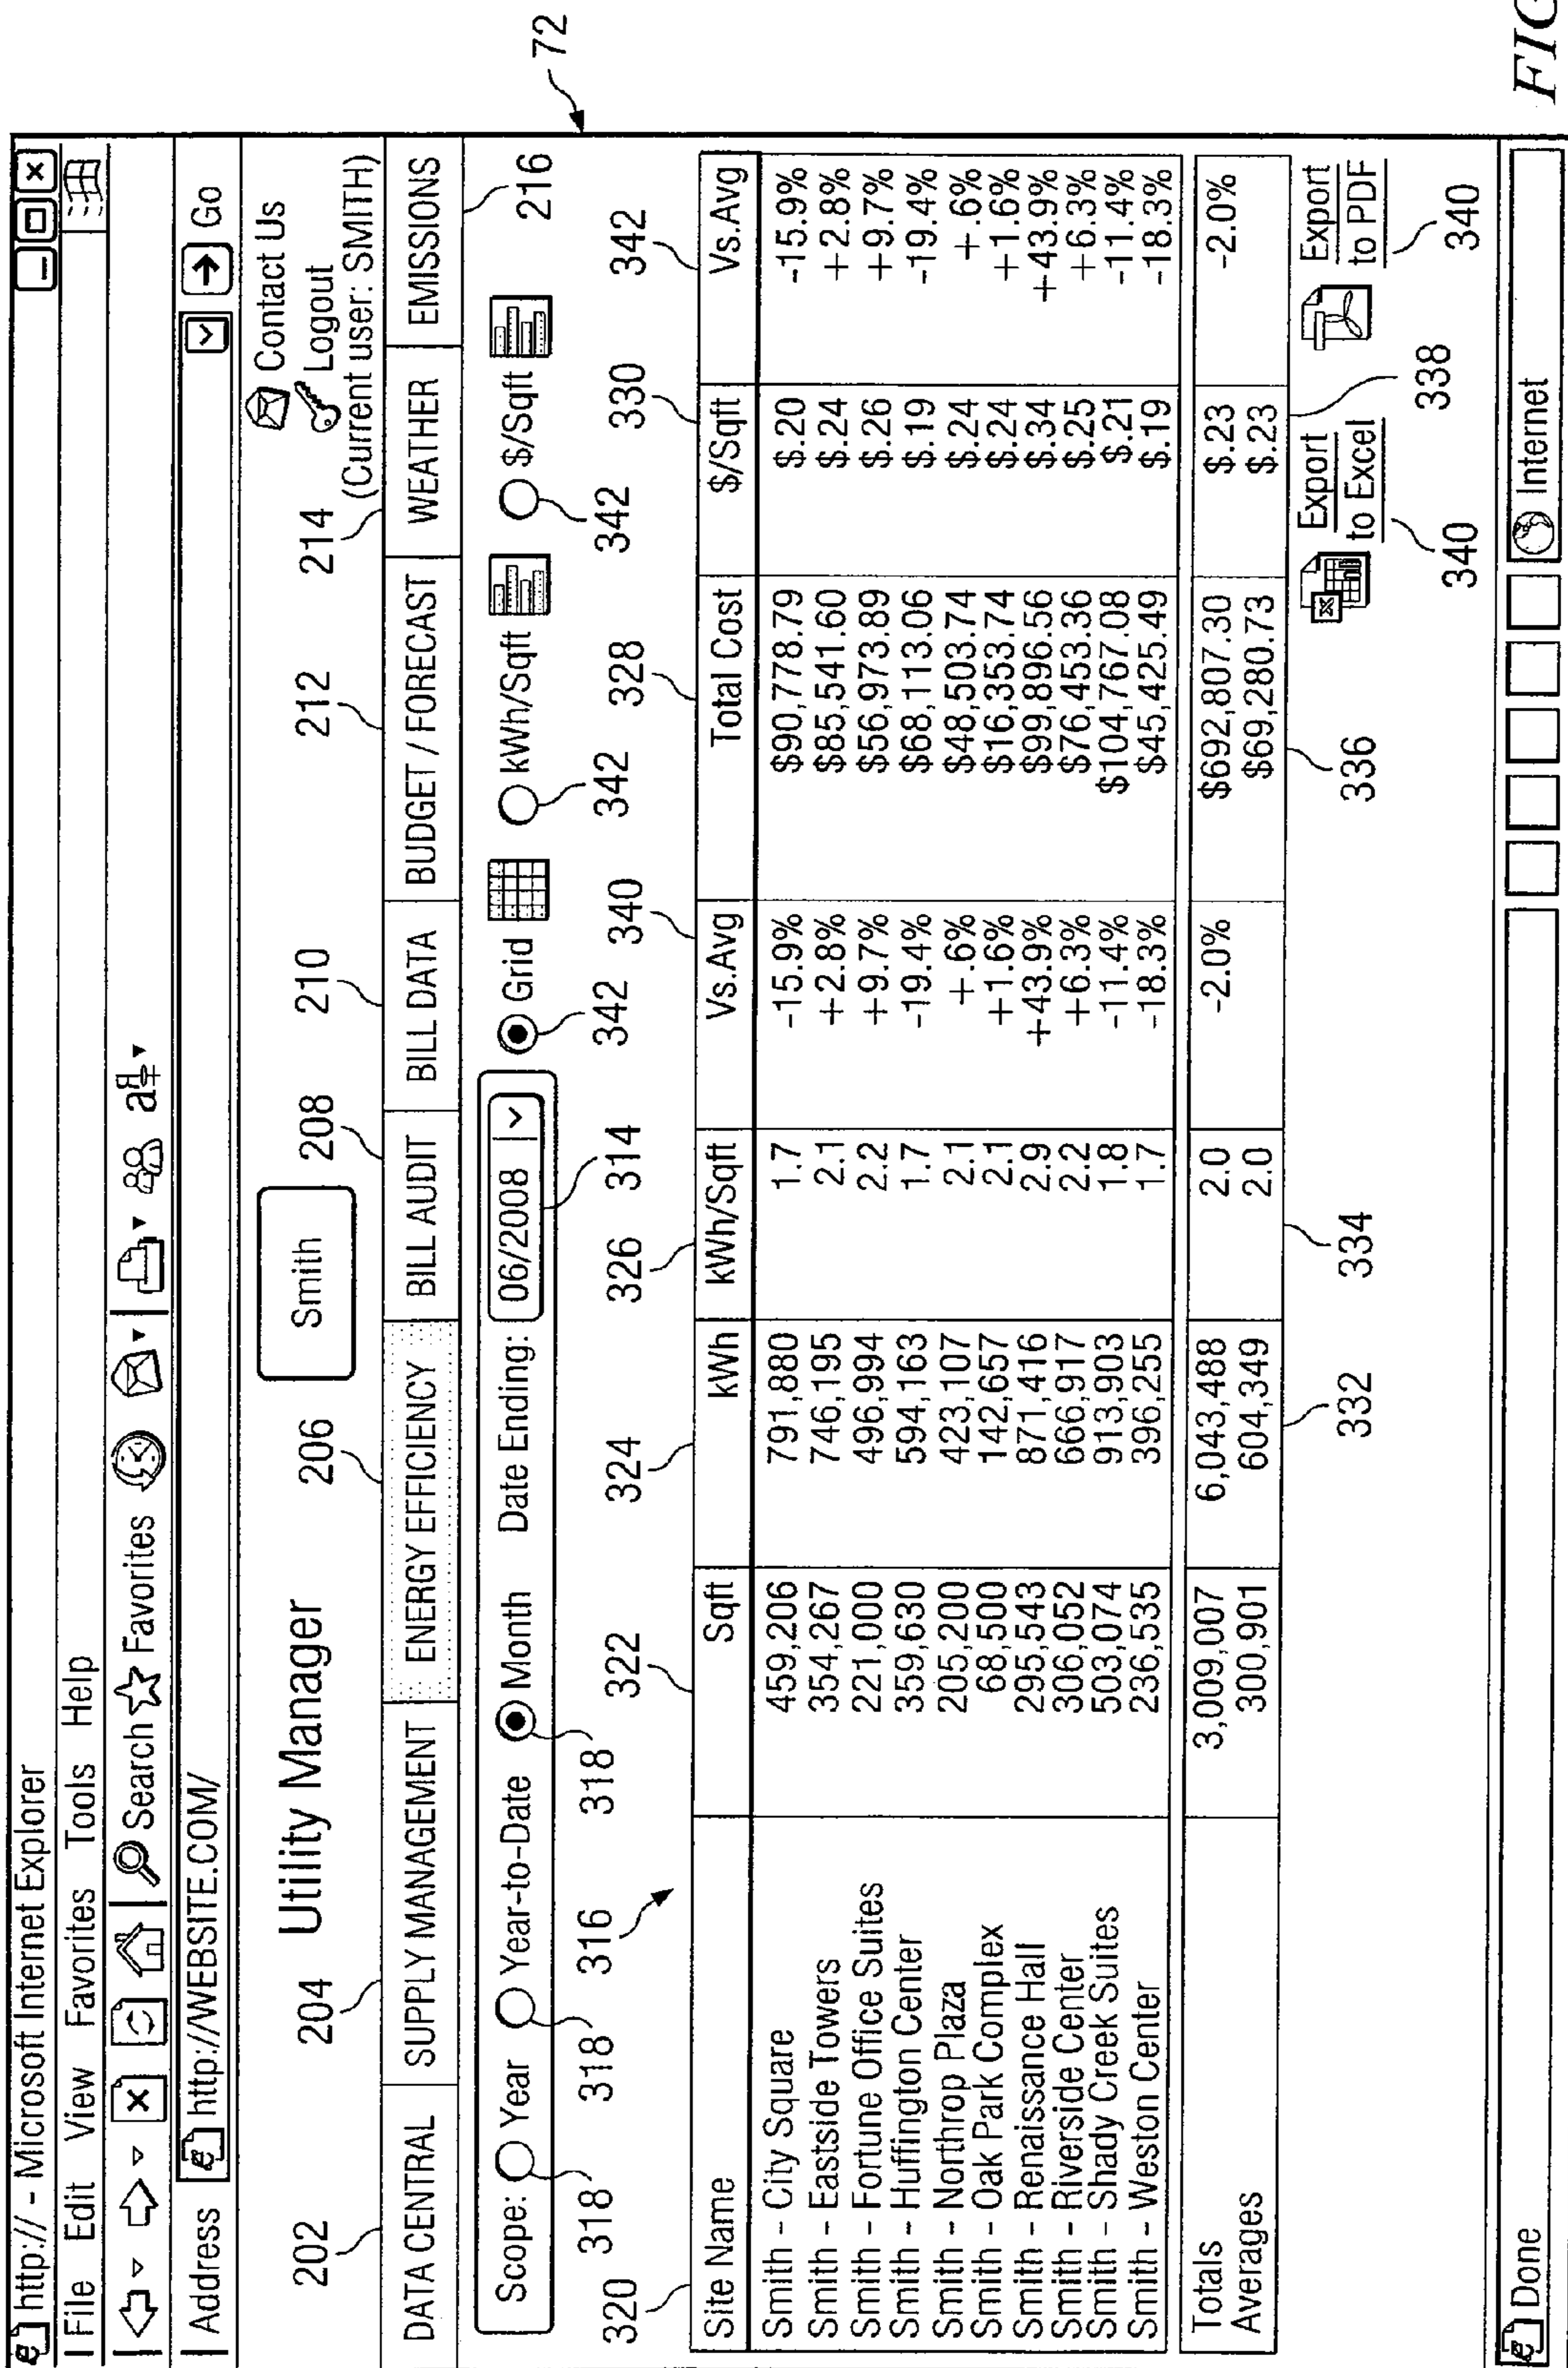 http:// - Microsoft Internet Explorer
File Edit View Favorites Tools Help
Search Favorites
Address http://WEBSITE.COM/ Go
Utility Manager
Smith
Contact Us
Logout
(Current user: SMITH)
202 204 206 208 210 212 214
DATA CENTRAL SUPPLY MANAGEMENT ENERGY EFFICIENCY BILL AUDIT BILL DATA BUDGET / FORECAST WEATHER EMISSIONS
216
72
Scope: Year Year-to-Date Month Date Ending: 06/2008 Grid kWh/Sqft $/Sqft
318 318 318 314 342 342 342
320 316 322 324 326 340 328 330 342
Site Name Sqft kWh kWh/Sqft Vs.Avg Total Cost $/Sqft Vs.Avg
Smith - City Square 459,206 791,880 1.7 -15.9% $90,778.79 $.20 -15.9%
Smith - Eastside Towers 354,267 746,195 2.1 +2.8% $85,541.60 $.24 +2.8%
Smith - Fortune Office Suites 221,000 496,994 2.2 +9.7% $56,973.89 $.26 +9.7%
Smith - Huffington Center 359,630 594,163 1.7 -19.4% $68,113.06 $.19 -19.4%
Smith - Northrop Plaza 205,200 423,107 2.1 +.6% $48,503.74 $.24 +.6%
Smith - Oak Park Complex 68,500 142,657 2.1 +1.6% $16,353.74 $.24 +1.6%
Smith - Renaissance Hall 295,543 871,416 2.9 +43.9% $99,896.56 $.34 +43.9%
Smith - Riverside Center 306,052 666,917 2.2 +6.3% $76,453.36 $.25 +6.3%
Smith - Shady Creek Suites 503,074 913,903 1.8 -11.4% $104,767.08 $.21 -11.4%
Smith - Weston Center 236,535 396,255 1.7 -18.3% $45,425.49 $.19 -18.3%
Totals 3,009,007 6,043,488 2.0 -2.0% $692,807.30 $.23 -2.0%
Averages 300,901 604,349 2.0 $69,280.73 $.23
332 334 336 338
Export to Excel
Export to PDF
340 340
Done Internet
FIG